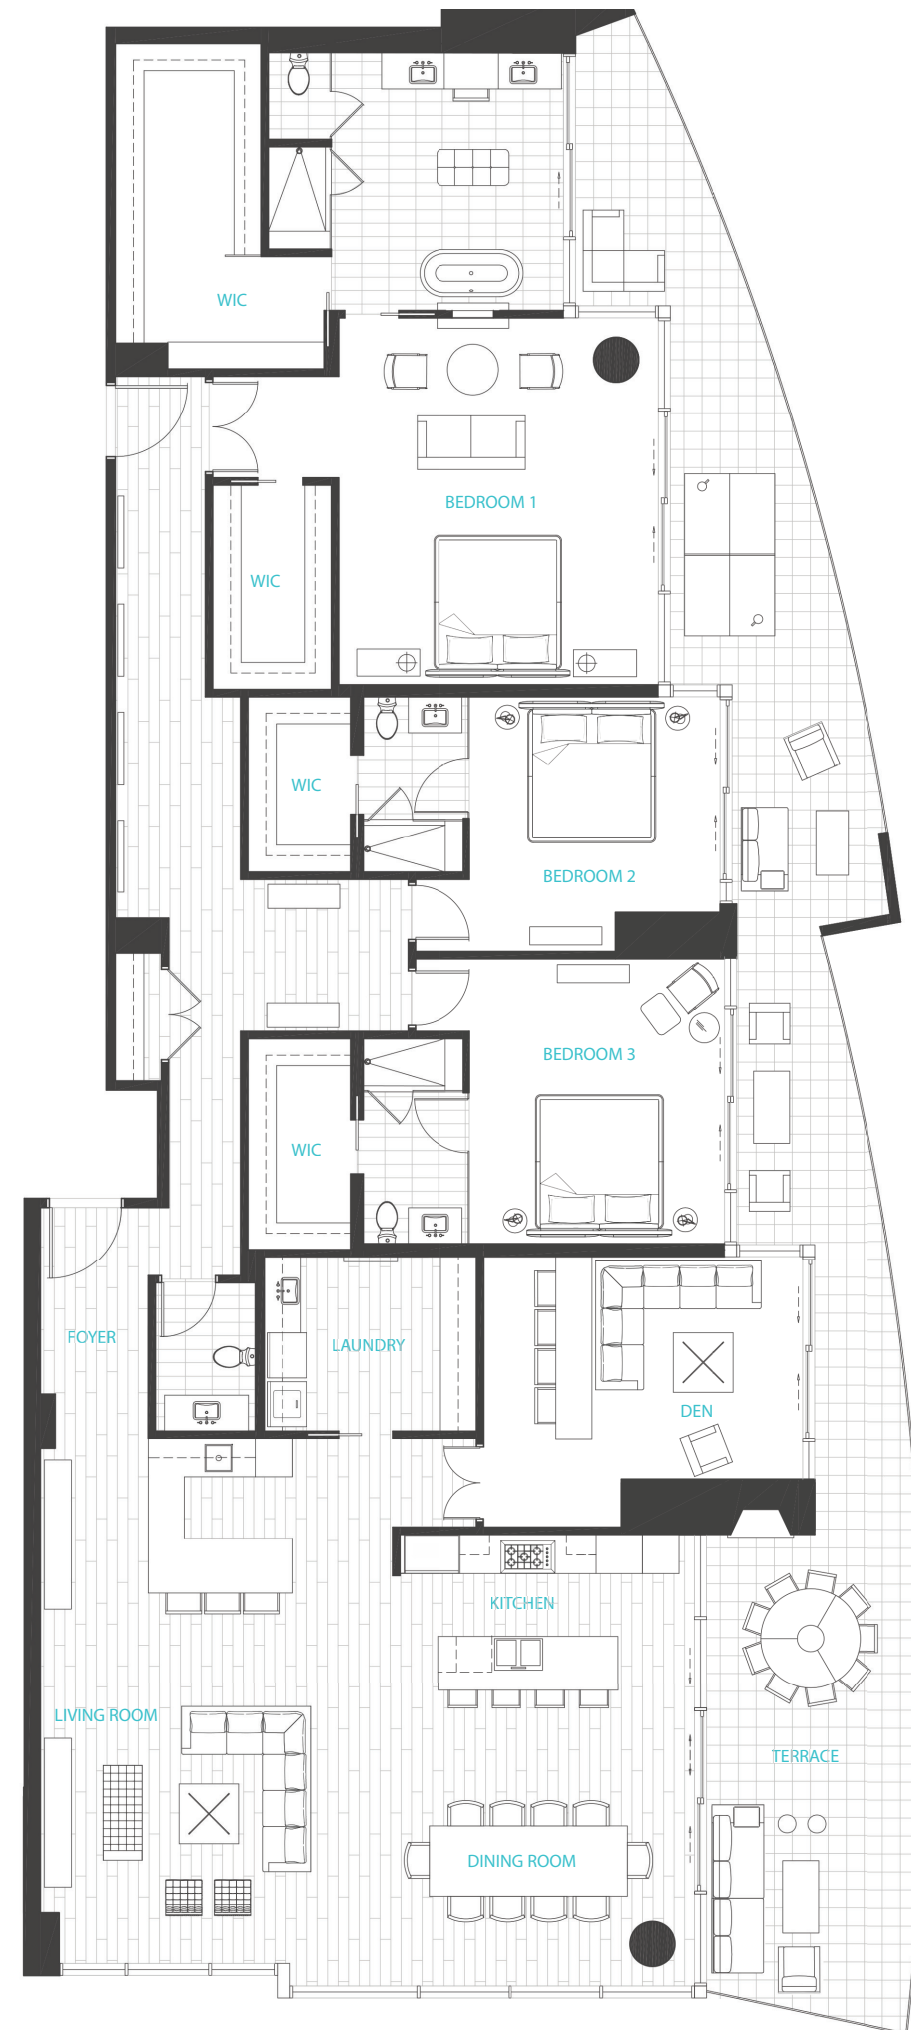 WIC
BEDROOM 1
WIC
WIC
BEDROOM 2
BEDROOM 3
WIC
FOYER
LAUNDRY
DEN
KITCHEN
LIVING ROOM
TERRACE
DINING ROOM